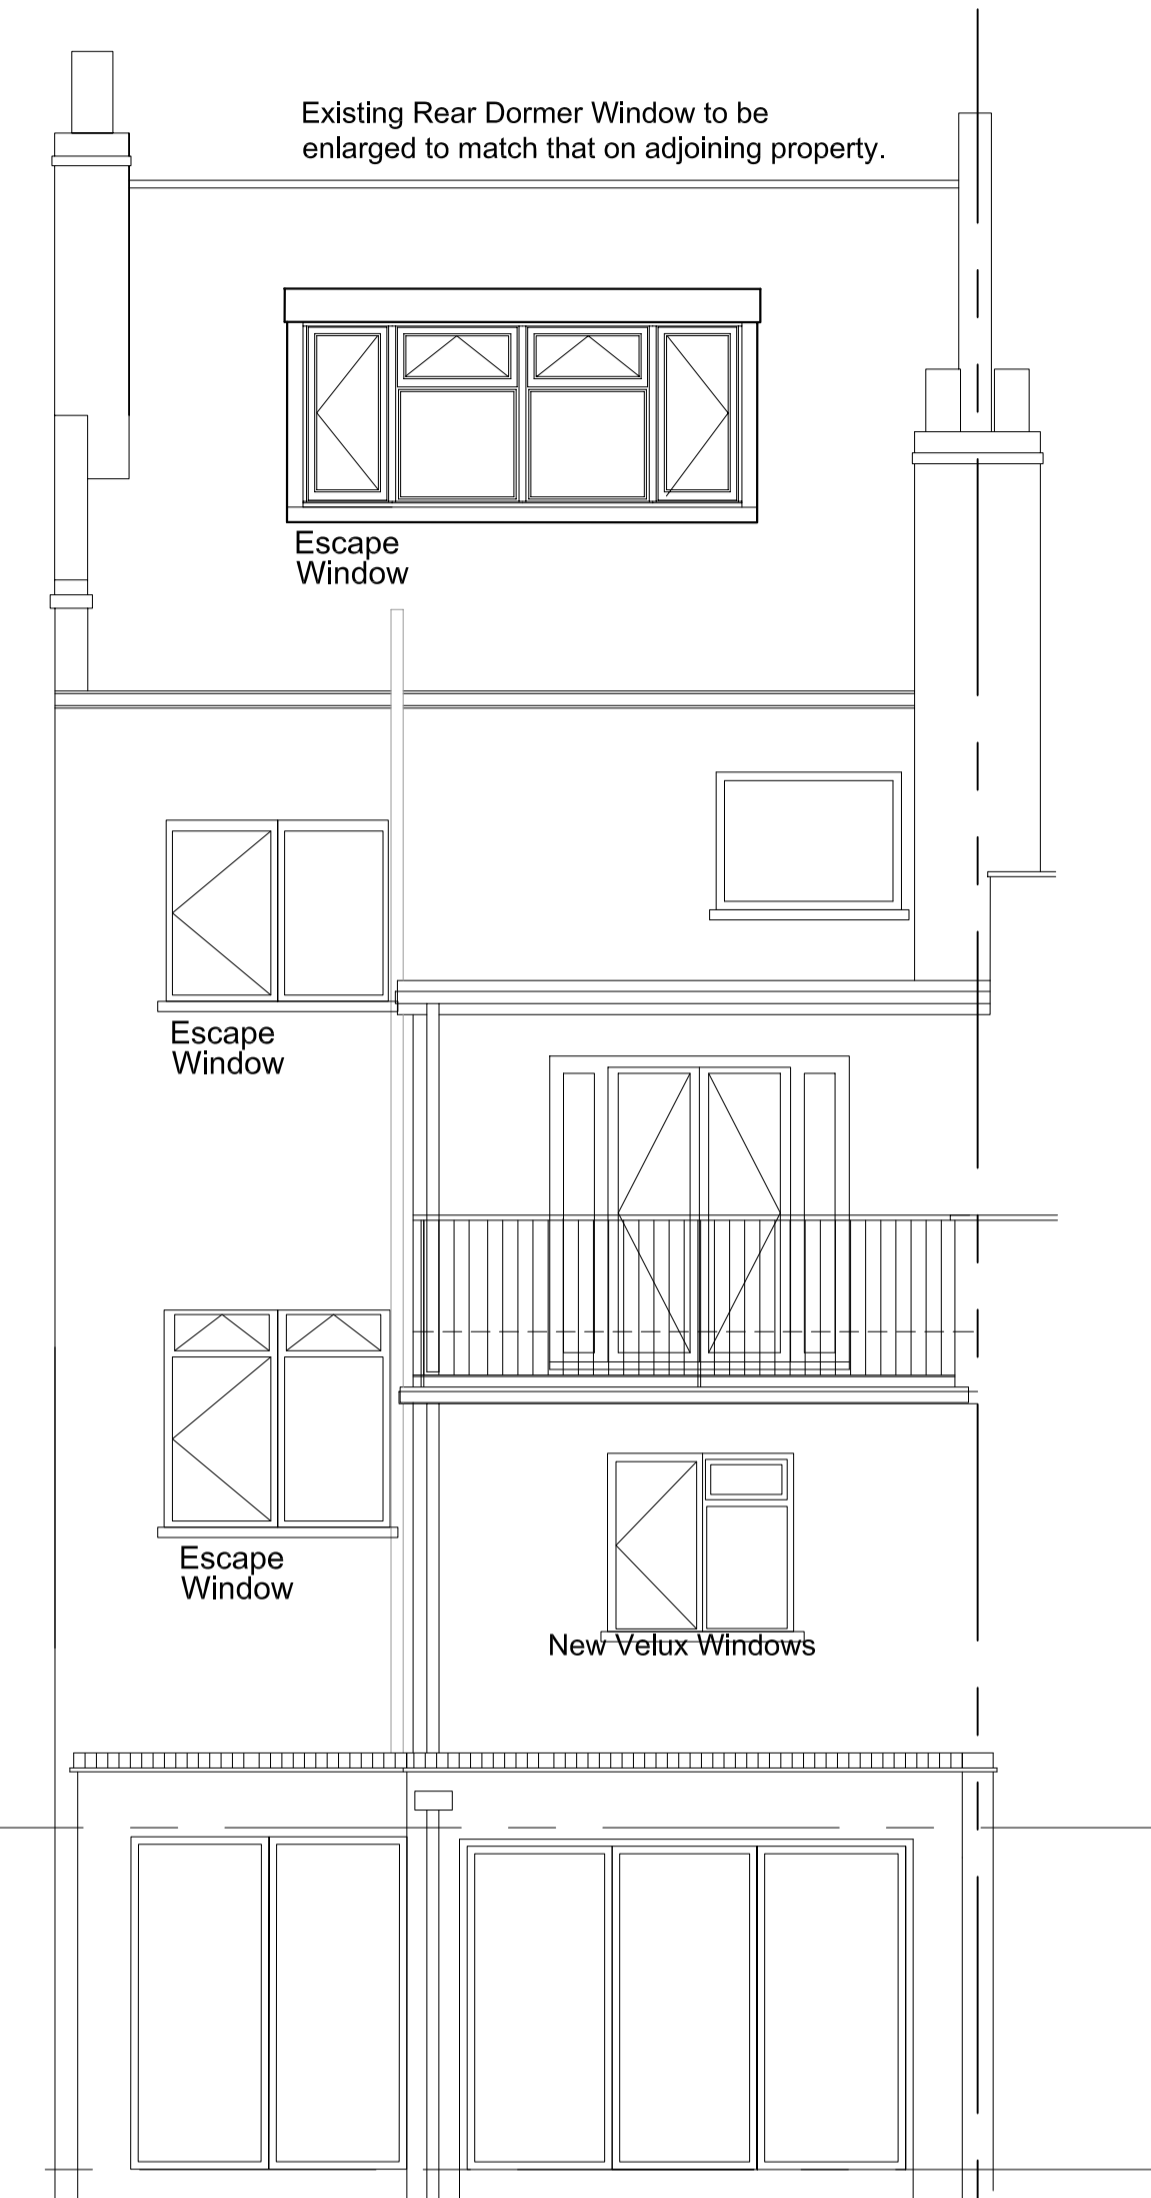 Existing Rear Dormer Window to be
enlarged to match that on adjoining property.
Escape
Window
Escape
Window
Escape
Window
New Velux Windows